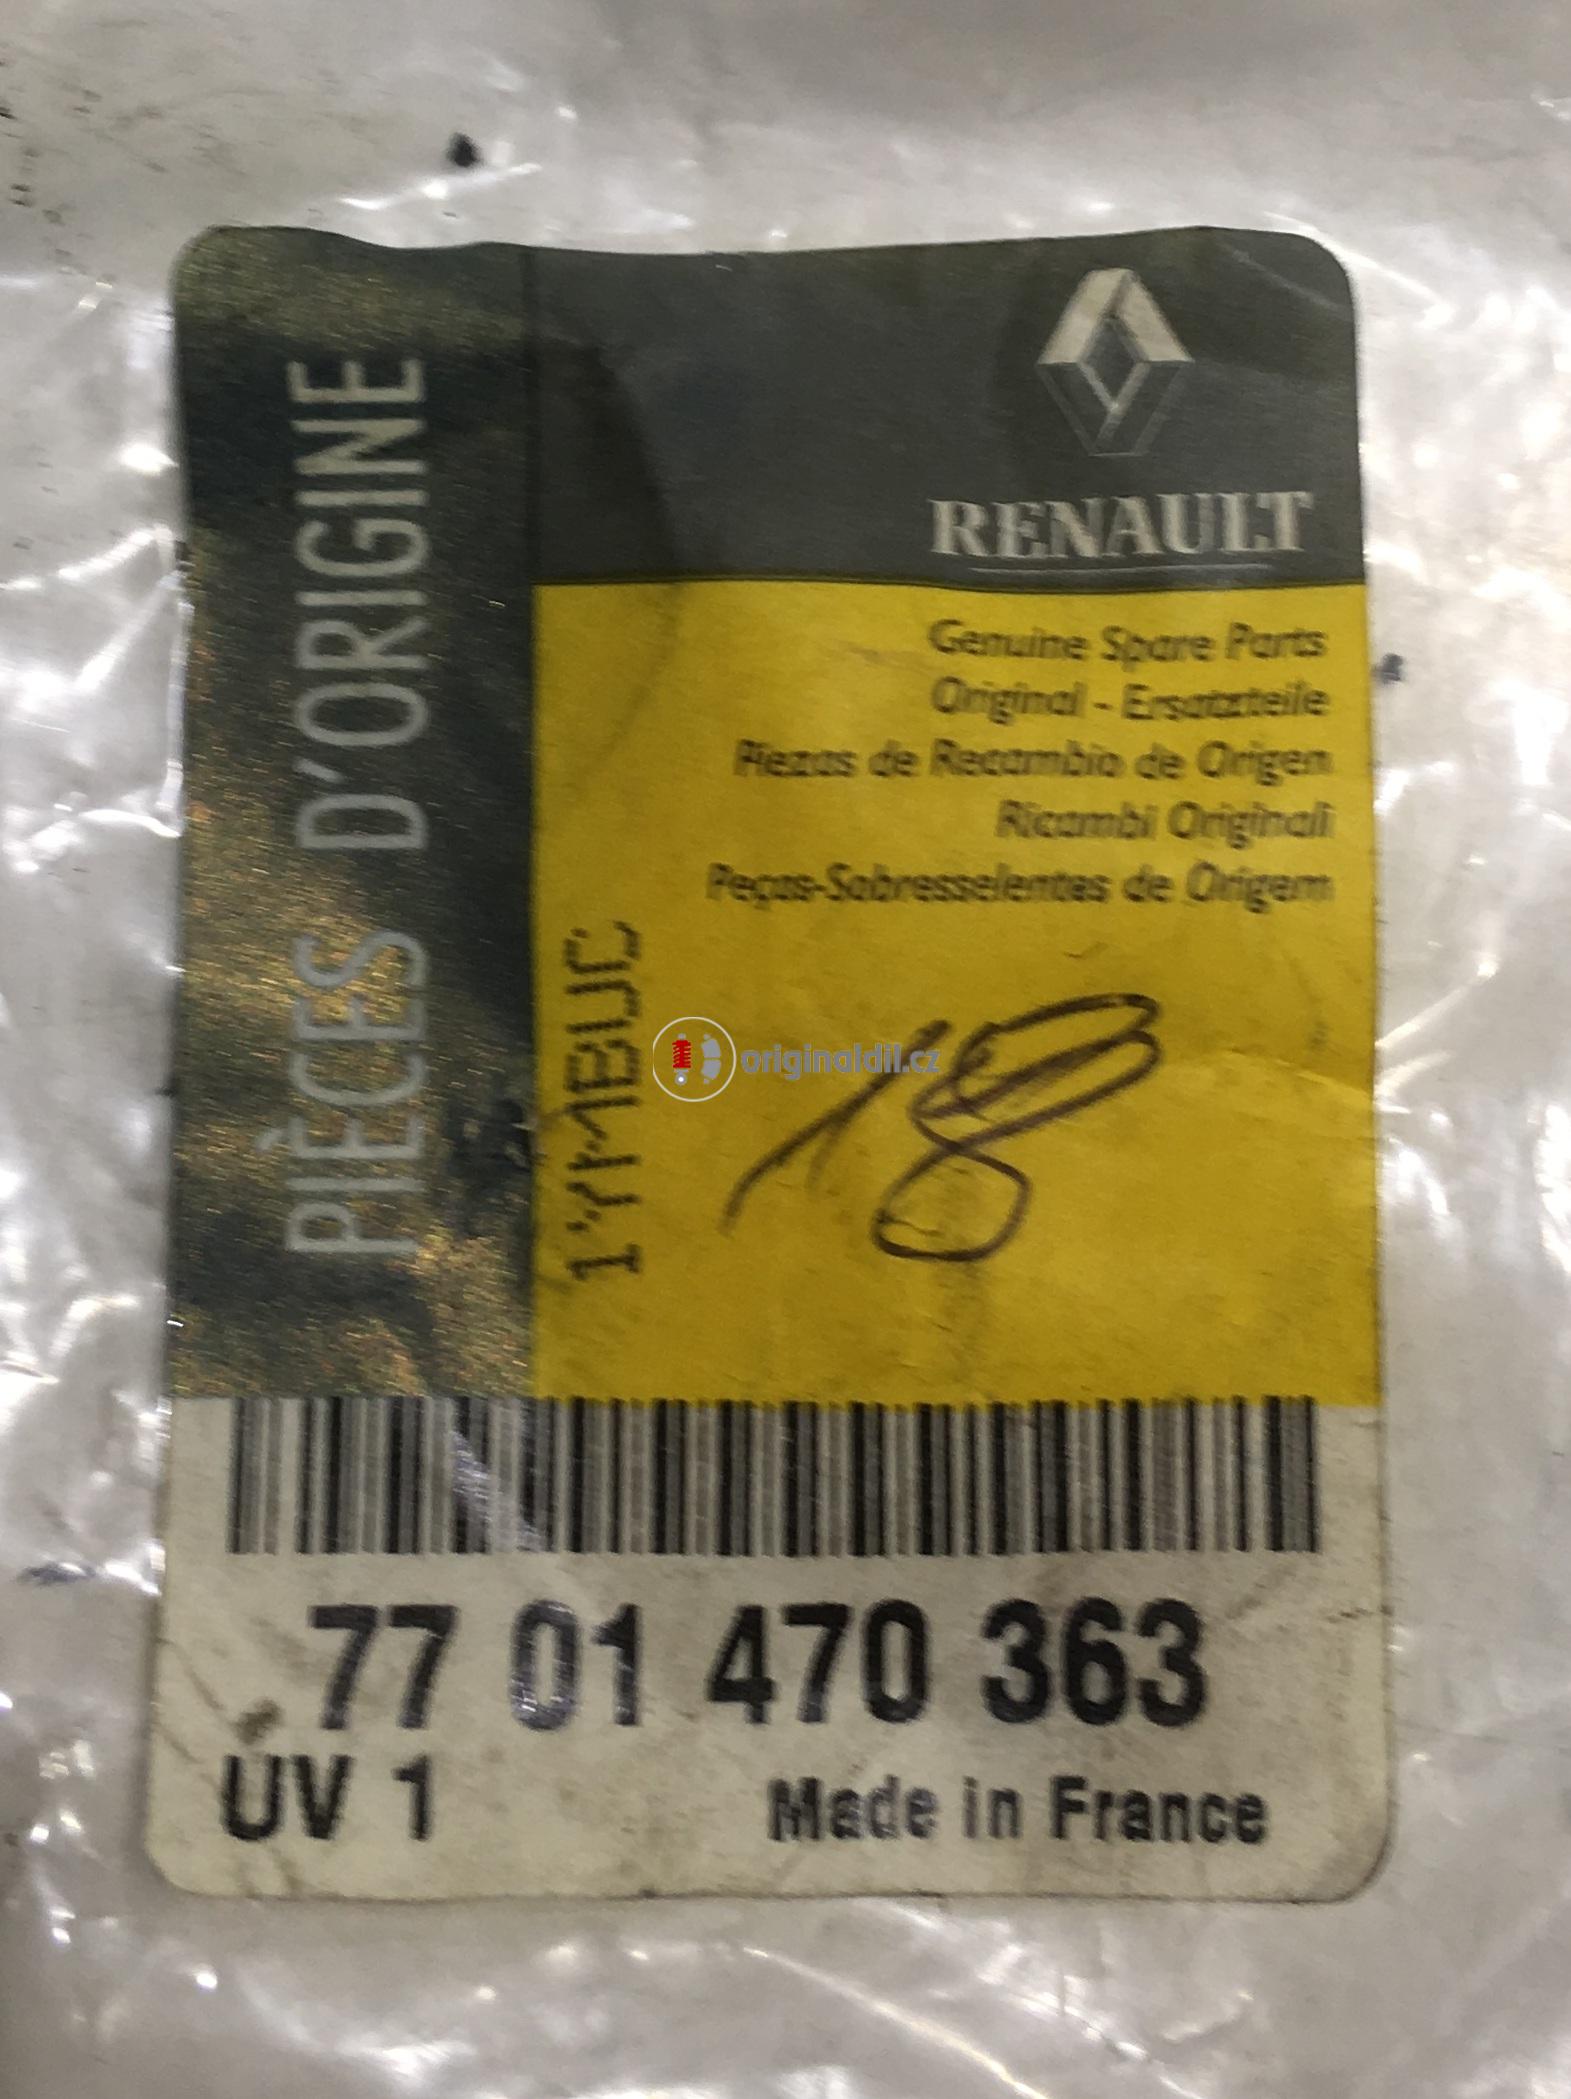 PIÈCES D'ORIGINE
RENAULT
Genuine Spare Parts
Original - Ersatzteile
Piezas de Recambio de Origen
Ricambi Originali
Peças-Sobresselentes de Origem
originaldil.cz
18
77 01 470 363
UV 1
Made in France